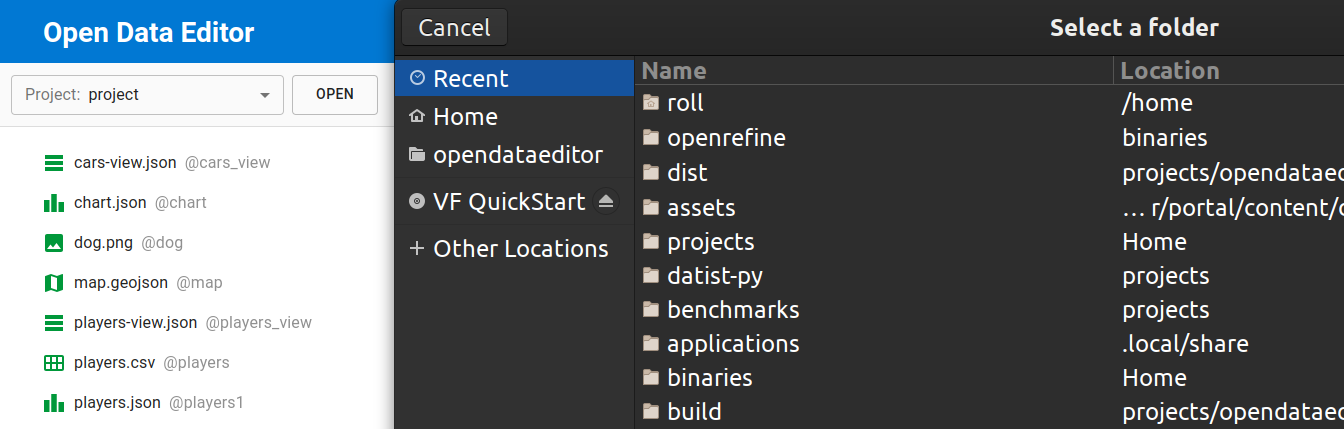 Open Data Editor
Project: project
OPEN
cars-view.json @cars_view
chart.json @chart
dog.png @dog
map.geojson @map
players-view.json @players_view
players.csv @players
players.json @players1
Cancel
Select a folder
Recent
Home
opendataeditor
VF QuickStart
Other Locations
Name Location
roll /home
openrefine binaries
dist projects/opendataed
assets … r/portal/content/c
projects Home
datist-py projects
benchmarks projects
applications .local/share
binaries Home
build projects/opendataed